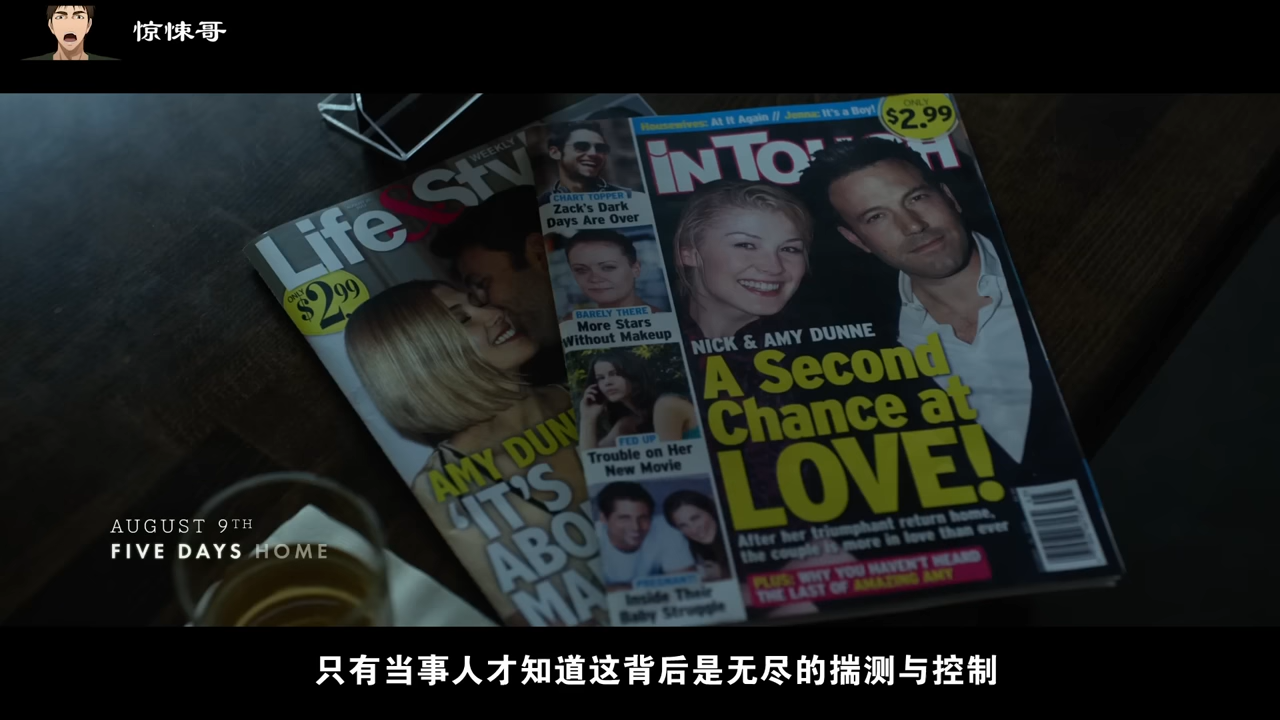 惊悚哥
WEEKLY
Life & Sty
ONLY
$2.99
AMY DUN
'IT'S
ABO
MA
Housewives: At It Again // Jenna: It's a Boy!
ONLY
$2.99
IN TOUCH
CHART TOPPER
Zack's Dark
Days Are Over
BARELY THERE
More Stars
Without Makeup
FED UP
Trouble on Her
New Movie
PREGNANT?
Inside Their
Baby Struggle
NICK & AMY DUNNE
A Second
Chance at
LOVE!
After her triumphant return home,
the couple is more in love than ever
PLUS: WHY YOU HAVEN'T HEARD
THE LAST OF AMAZING AMY
AUGUST 9TH
FIVE DAYS HOME
只有当事人才知道这背后是无尽的揣测与控制